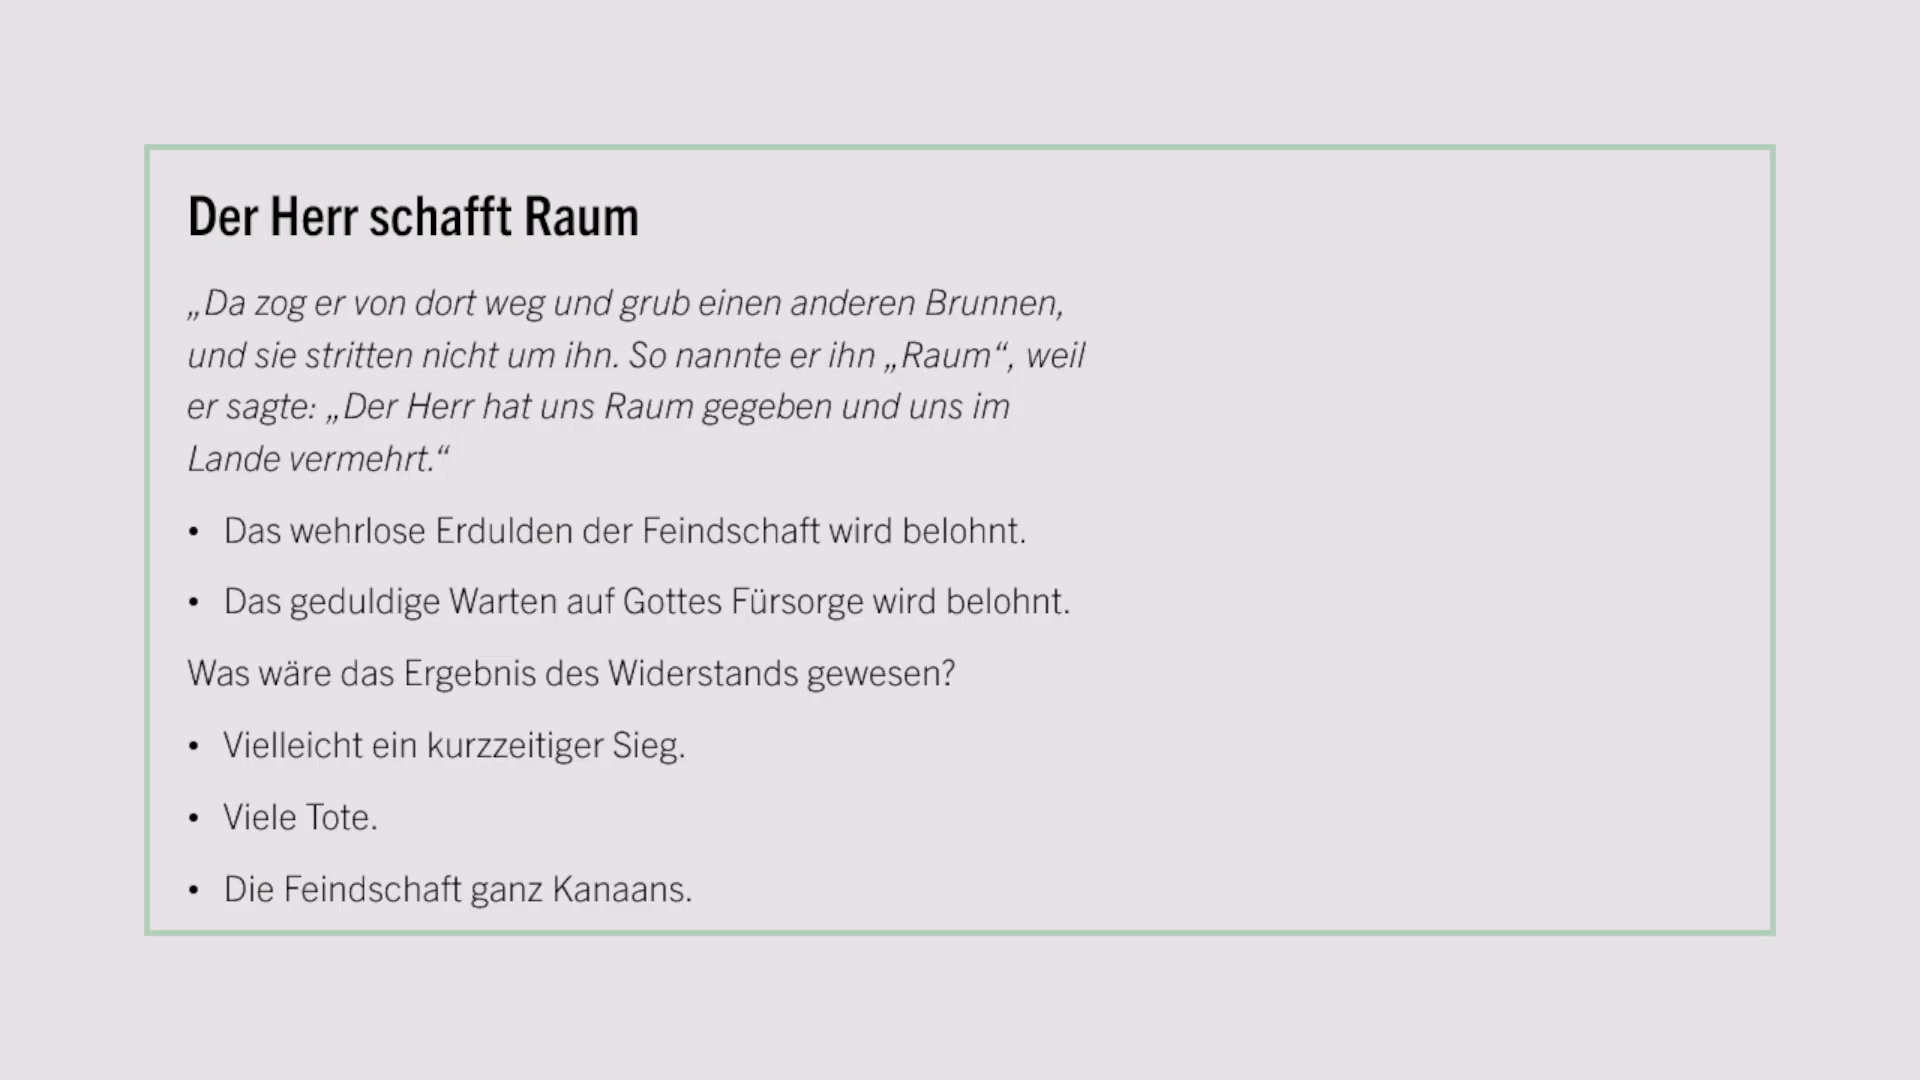 Der Herr schafft Raum
„Da zog er von dort weg und grub einen anderen Brunnen,
und sie stritten nicht um ihn. So nannte er ihn „Raum“, weil
er sagte: „Der Herr hat uns Raum gegeben und uns im
Lande vermehrt.“
• Das wehrlose Erdulden der Feindschaft wird belohnt.
• Das geduldige Warten auf Gottes Fürsorge wird belohnt.
Was wäre das Ergebnis des Widerstands gewesen?
• Vielleicht ein kurzzeitiger Sieg.
• Viele Tote.
• Die Feindschaft ganz Kanaans.